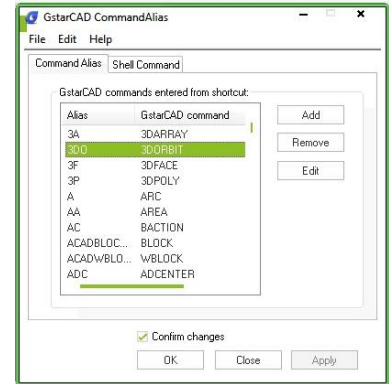 GstarCAD CommandAlias
File Edit Help
Command Alias Shell Command
GstarCAD commands entered from shortcut:
Alias GstarCAD command
3A 3DARRAY
3DO 3DORBIT
3F 3DFACE
3P 3DPOLY
A ARC
AA AREA
AC BACTION
ACADBLOC... BLOCK
ACADWBLO... WBLOCK
ADC ADCENTER
Add
Remove
Edit
Confirm changes
OK Close Apply